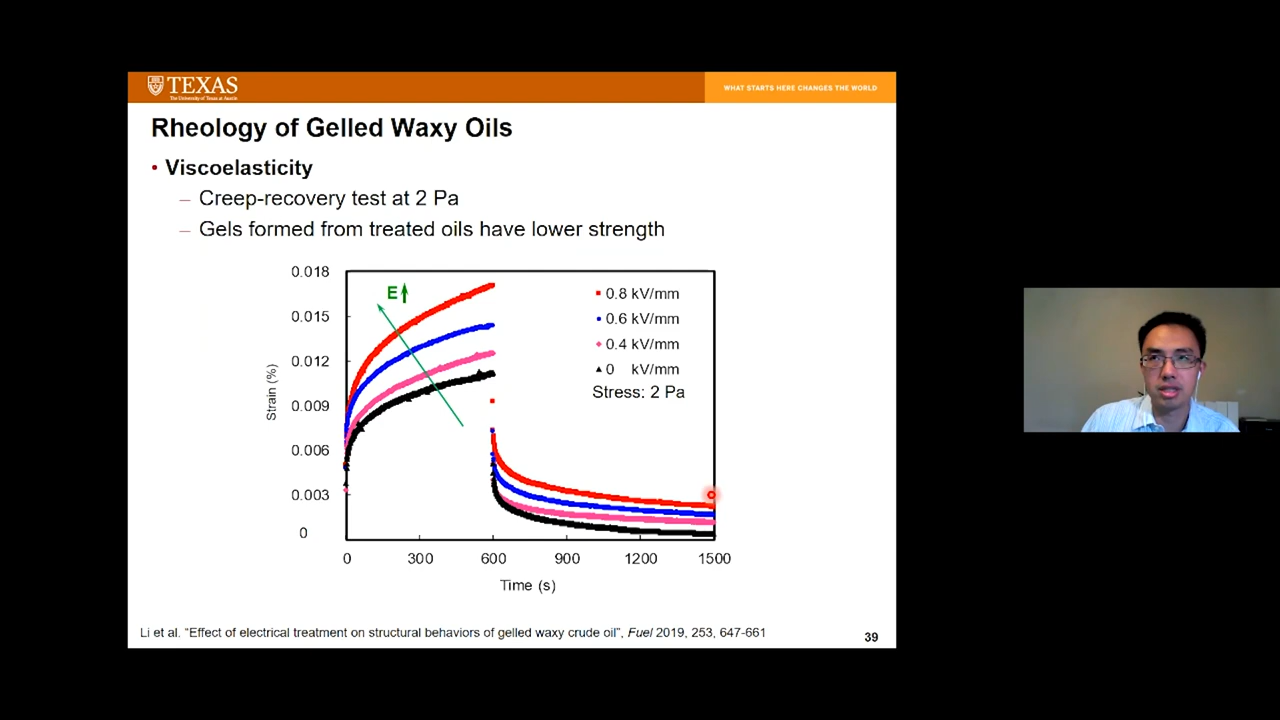 TEXAS
The University of Texas at Austin
WHAT STARTS HERE CHANGES THE WORLD
Rheology of Gelled Waxy Oils
• Viscoelasticity
– Creep-recovery test at 2 Pa
– Gels formed from treated oils have lower strength
0.018
0.015
0.012
0.009
0.006
0.003
0
Strain (%)
E
0.8 kV/mm
0.6 kV/mm
0.4 kV/mm
0 kV/mm
Stress: 2 Pa
0 300 600 900 1200 1500
Time (s)
Li et al. “Effect of electrical treatment on structural behaviors of gelled waxy crude oil”, Fuel 2019, 253, 647-661
39